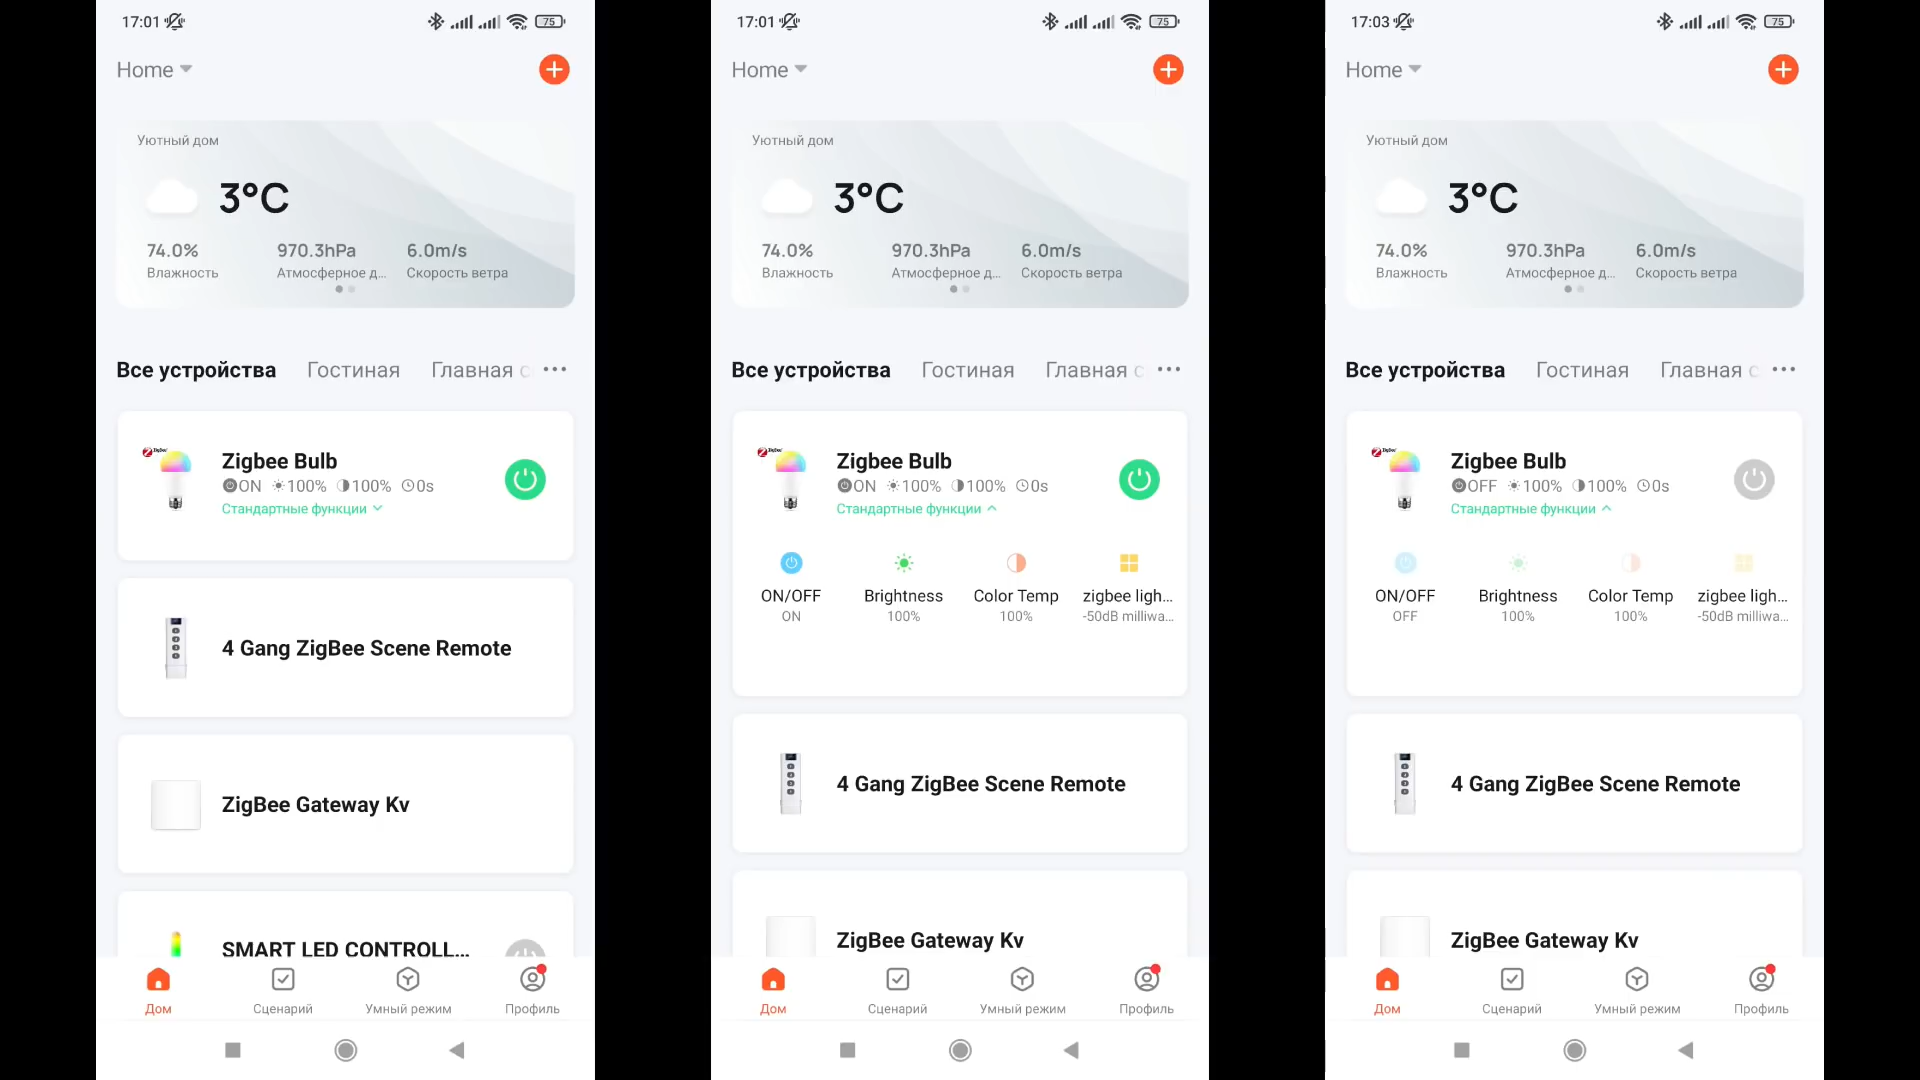 17:01
75
Home
Уютный дом
3°C
74.0% 970.3hPa 6.0m/s
Влажность Атмосферное д... Скорость ветра
Все устройства Гостиная Главная с ...
Zigbee Bulb
ON 100% 100% 0s
Стандартные функции
4 Gang ZigBee Scene Remote
ZigBee Gateway Kv
SMART LED CONTROLL...
Дом Сценарий Умный режим Профиль
17:01
75
Home
Уютный дом
3°C
74.0% 970.3hPa 6.0m/s
Влажность Атмосферное д... Скорость ветра
Все устройства Гостиная Главная с ...
Zigbee Bulb
ON 100% 100% 0s
Стандартные функции
ON/OFF Brightness Color Temp zigbee ligh...
ON 100% 100% -50dB milliwa...
4 Gang ZigBee Scene Remote
ZigBee Gateway Kv
Дом Сценарий Умный режим Профиль
17:03
75
Home
Уютный дом
3°C
74.0% 970.3hPa 6.0m/s
Влажность Атмосферное д... Скорость ветра
Все устройства Гостиная Главная с ...
Zigbee Bulb
OFF 100% 100% 0s
Стандартные функции
ON/OFF Brightness Color Temp zigbee ligh...
OFF 100% 100% -50dB milliwa...
4 Gang ZigBee Scene Remote
ZigBee Gateway Kv
Дом Сценарий Умный режим Профиль